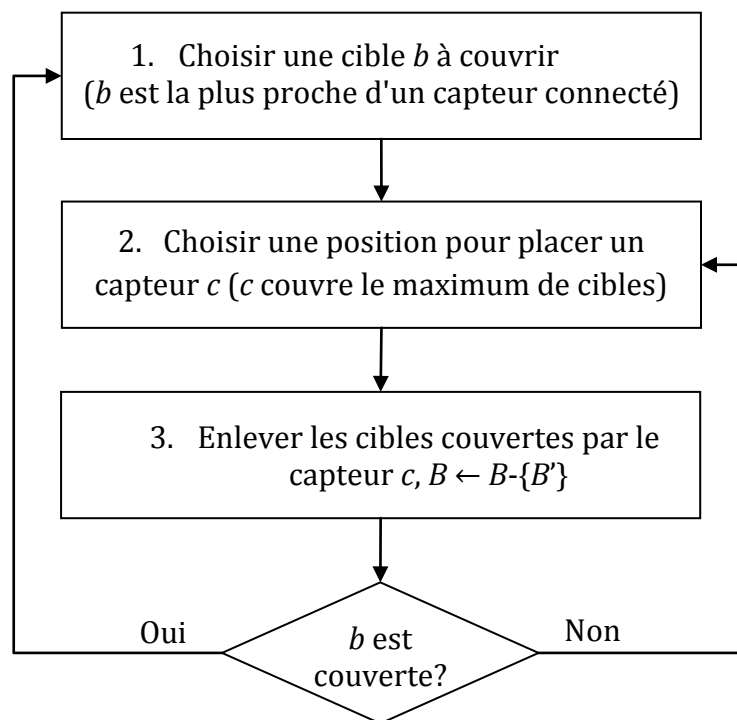 1. Choisir une cible b à couvrir
(b est la plus proche d'un capteur connecté)
2. Choisir une position pour placer un
capteur c (c couvre le maximum de cibles)
3. Enlever les cibles couvertes par le
capteur c, B ← B-{B’}
Oui
b est
couverte?
Non